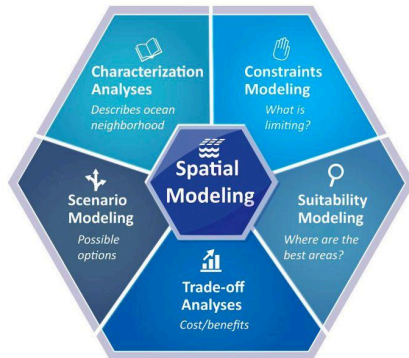 Characterization
Analyses
Describes ocean
neighborhood
Constraints
Modeling
What is
limiting?
Spatial
Modeling
Scenario
Modeling
Possible
options
Suitability
Modeling
Where are the
best areas?
Trade-off
Analyses
Cost/benefits